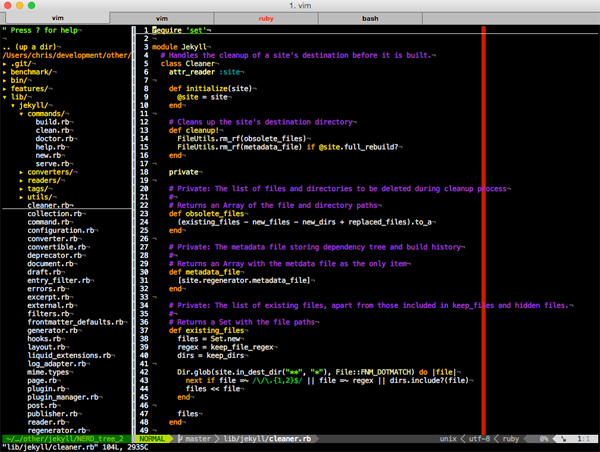 1. vim
vim
vim
ruby
bash
" Press ? for help¬
¬
.. (up a dir)¬
/Users/chris/development/other/
▸ .git/¬
▸ benchmark/¬
▸ bin/¬
▸ features/¬
▾ lib/¬
▾ jekyll/¬
▾ commands/¬
build.rb¬
clean.rb¬
doctor.rb¬
help.rb¬
new.rb¬
serve.rb¬
▸ converters/¬
▸ readers/¬
▸ tags/¬
▸ utils/¬
cleaner.rb¬
collection.rb¬
command.rb¬
configuration.rb¬
converter.rb¬
convertible.rb¬
deprecator.rb¬
document.rb¬
draft.rb¬
entry_filter.rb¬
errors.rb¬
excerpt.rb¬
external.rb¬
filters.rb¬
frontmatter_defaults.rb¬
generator.rb¬
hooks.rb¬
layout.rb¬
liquid_extensions.rb¬
log_adapter.rb¬
mime.types¬
page.rb¬
plugin.rb¬
plugin_manager.rb¬
post.rb¬
publisher.rb¬
reader.rb¬
regenerator.rb¬
~/…/other/jekyll/NERD_tree_2
1 require 'set'¬
2 ¬
3 module Jekyll¬
4 # Handles the cleanup of a site's destination before it is built.¬
5 class Cleaner¬
6 attr_reader :site¬
7 ¬
8 def initialize(site)¬
9 @site = site¬
10 end¬
11 ¬
12 # Cleans up the site's destination directory¬
13 def cleanup!¬
14 FileUtils.rm_rf(obsolete_files)¬
15 FileUtils.rm_rf(metadata_file) if @site.full_rebuild?¬
16 end¬
17 ¬
18 private¬
19 ¬
20 # Private: The list of files and directories to be deleted during cleanup process¬
21 #¬
22 # Returns an Array of the file and directory paths¬
23 def obsolete_files¬
24 (existing_files - new_files - new_dirs + replaced_files).to_a¬
25 end¬
26 ¬
27 # Private: The metadata file storing dependency tree and build history¬
28 #¬
29 # Returns an Array with the metdata file as the only item¬
30 def metadata_file¬
31 [site.regenerator.metadata_file]¬
32 end¬
33 ¬
34 # Private: The list of existing files, apart from those included in keep_files and hidden files.¬
35 #¬
36 # Returns a Set with the file paths¬
37 def existing_files¬
38 files = Set.new¬
39 regex = keep_file_regex¬
40 dirs = keep_dirs¬
41 ¬
42 Dir.glob(site.in_dest_dir("**", "*"), File::FNM_DOTMATCH) do |file|¬
43 next if file =~ /\/\.{1,2}$/ || file =~ regex || dirs.include?(file)¬
44 files << file¬
45 end¬
46 ¬
47 files¬
48 end¬
49 ¬
NORMAL master lib/jekyll/cleaner.rb unix utf-8 ruby 0% 1:1
"lib/jekyll/cleaner.rb" 104L, 2935C